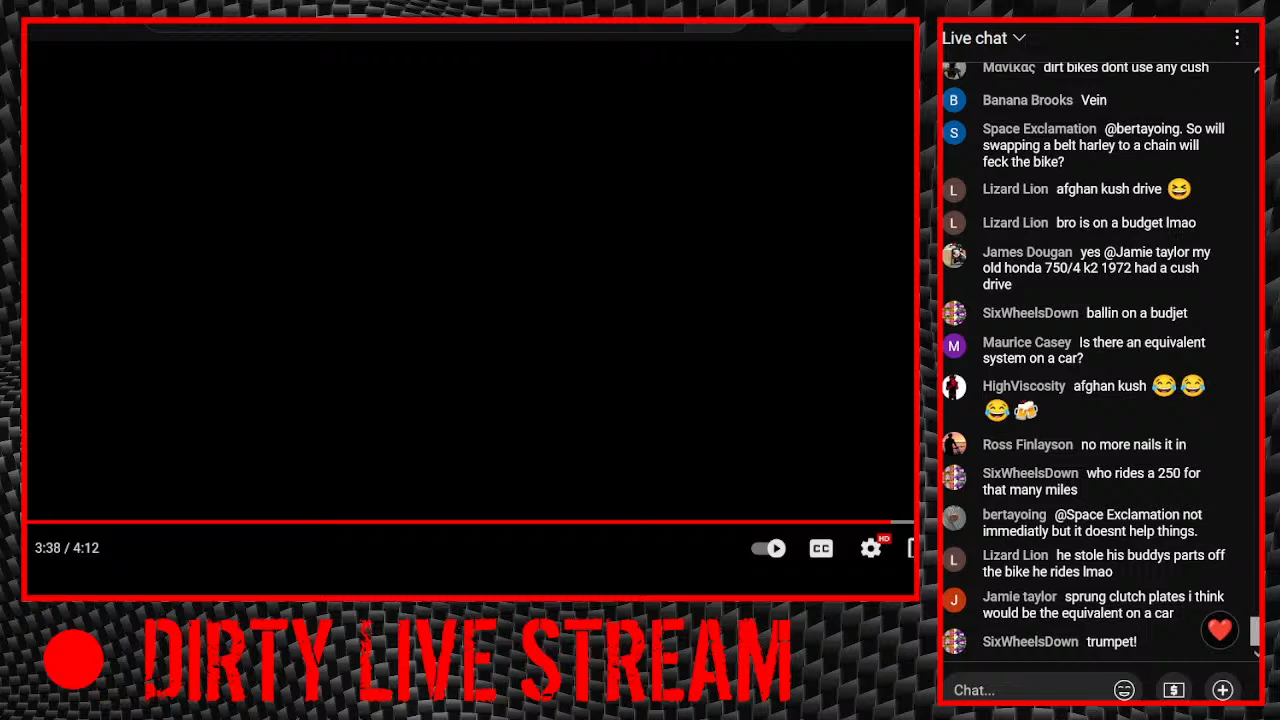 Live chat
Μανίκας dirt bikes dont use any cush
B Banana Brooks Vein
S Space Exclamation @bertayoing. So will
swapping a belt harley to a chain will
feck the bike?
L Lizard Lion afghan kush drive
L Lizard Lion bro is on a budget lmao
James Dougan yes @Jamie taylor my
old honda 750/4 k2 1972 had a cush
drive
SixWheelsDown ballin on a budjet
M Maurice Casey Is there an equivalent
system on a car?
HighViscosity afghan kush
Ross Finlayson no more nails it in
SixWheelsDown who rides a 250 for
that many miles
bertayoing @Space Exclamation not
immediatly but it doesnt help things.
L Lizard Lion he stole his buddys parts off
the bike he rides lmao
J Jamie taylor sprung clutch plates i think
would be the equivalent on a car
SixWheelsDown trumpet!
Chat...
3:38 / 4:12
CC
HD
DIRTY LIVE STREAM